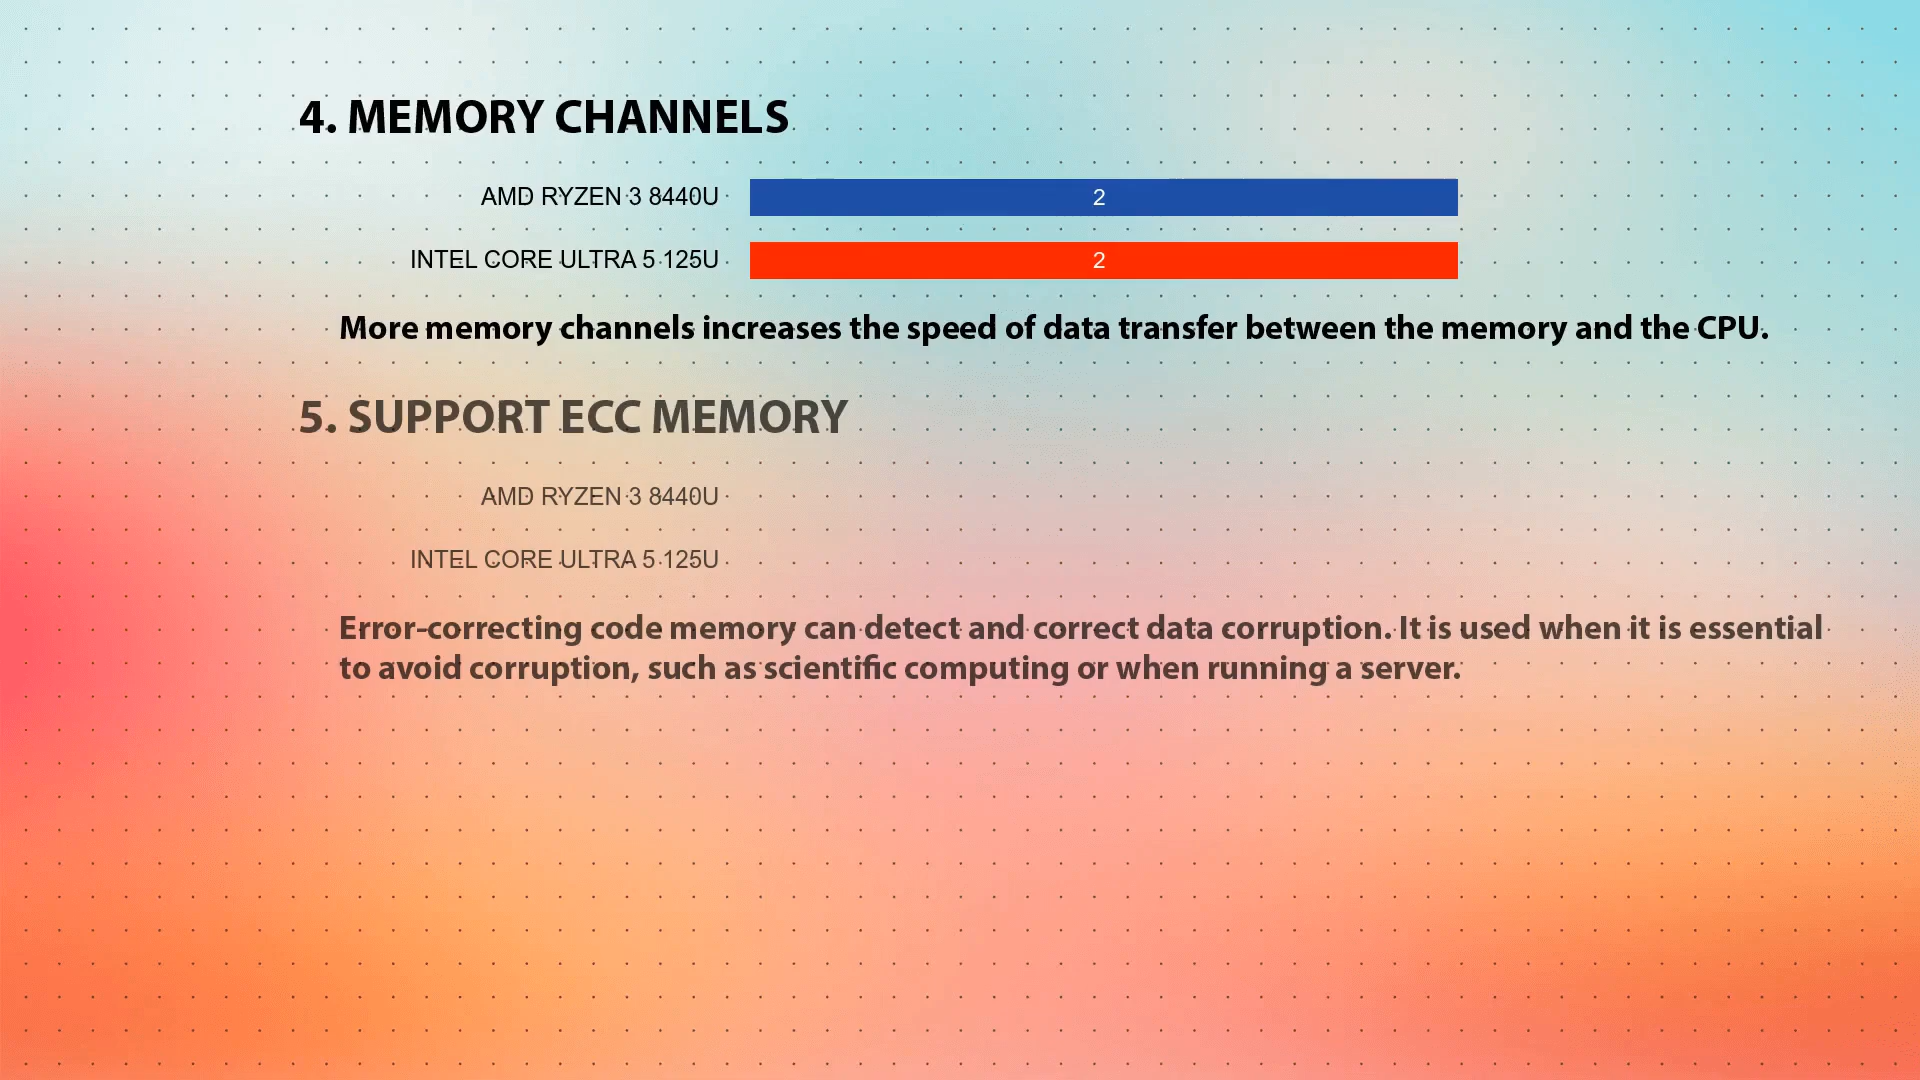 4. MEMORY CHANNELS
AMD RYZEN 3 8440U
2
INTEL CORE ULTRA 5 125U
2
More memory channels increases the speed of data transfer between the memory and the CPU.
5. SUPPORT ECC MEMORY
AMD RYZEN 3 8440U
INTEL CORE ULTRA 5 125U
Error-correcting code memory can detect and correct data corruption. It is used when it is essential
to avoid corruption, such as scientific computing or when running a server.